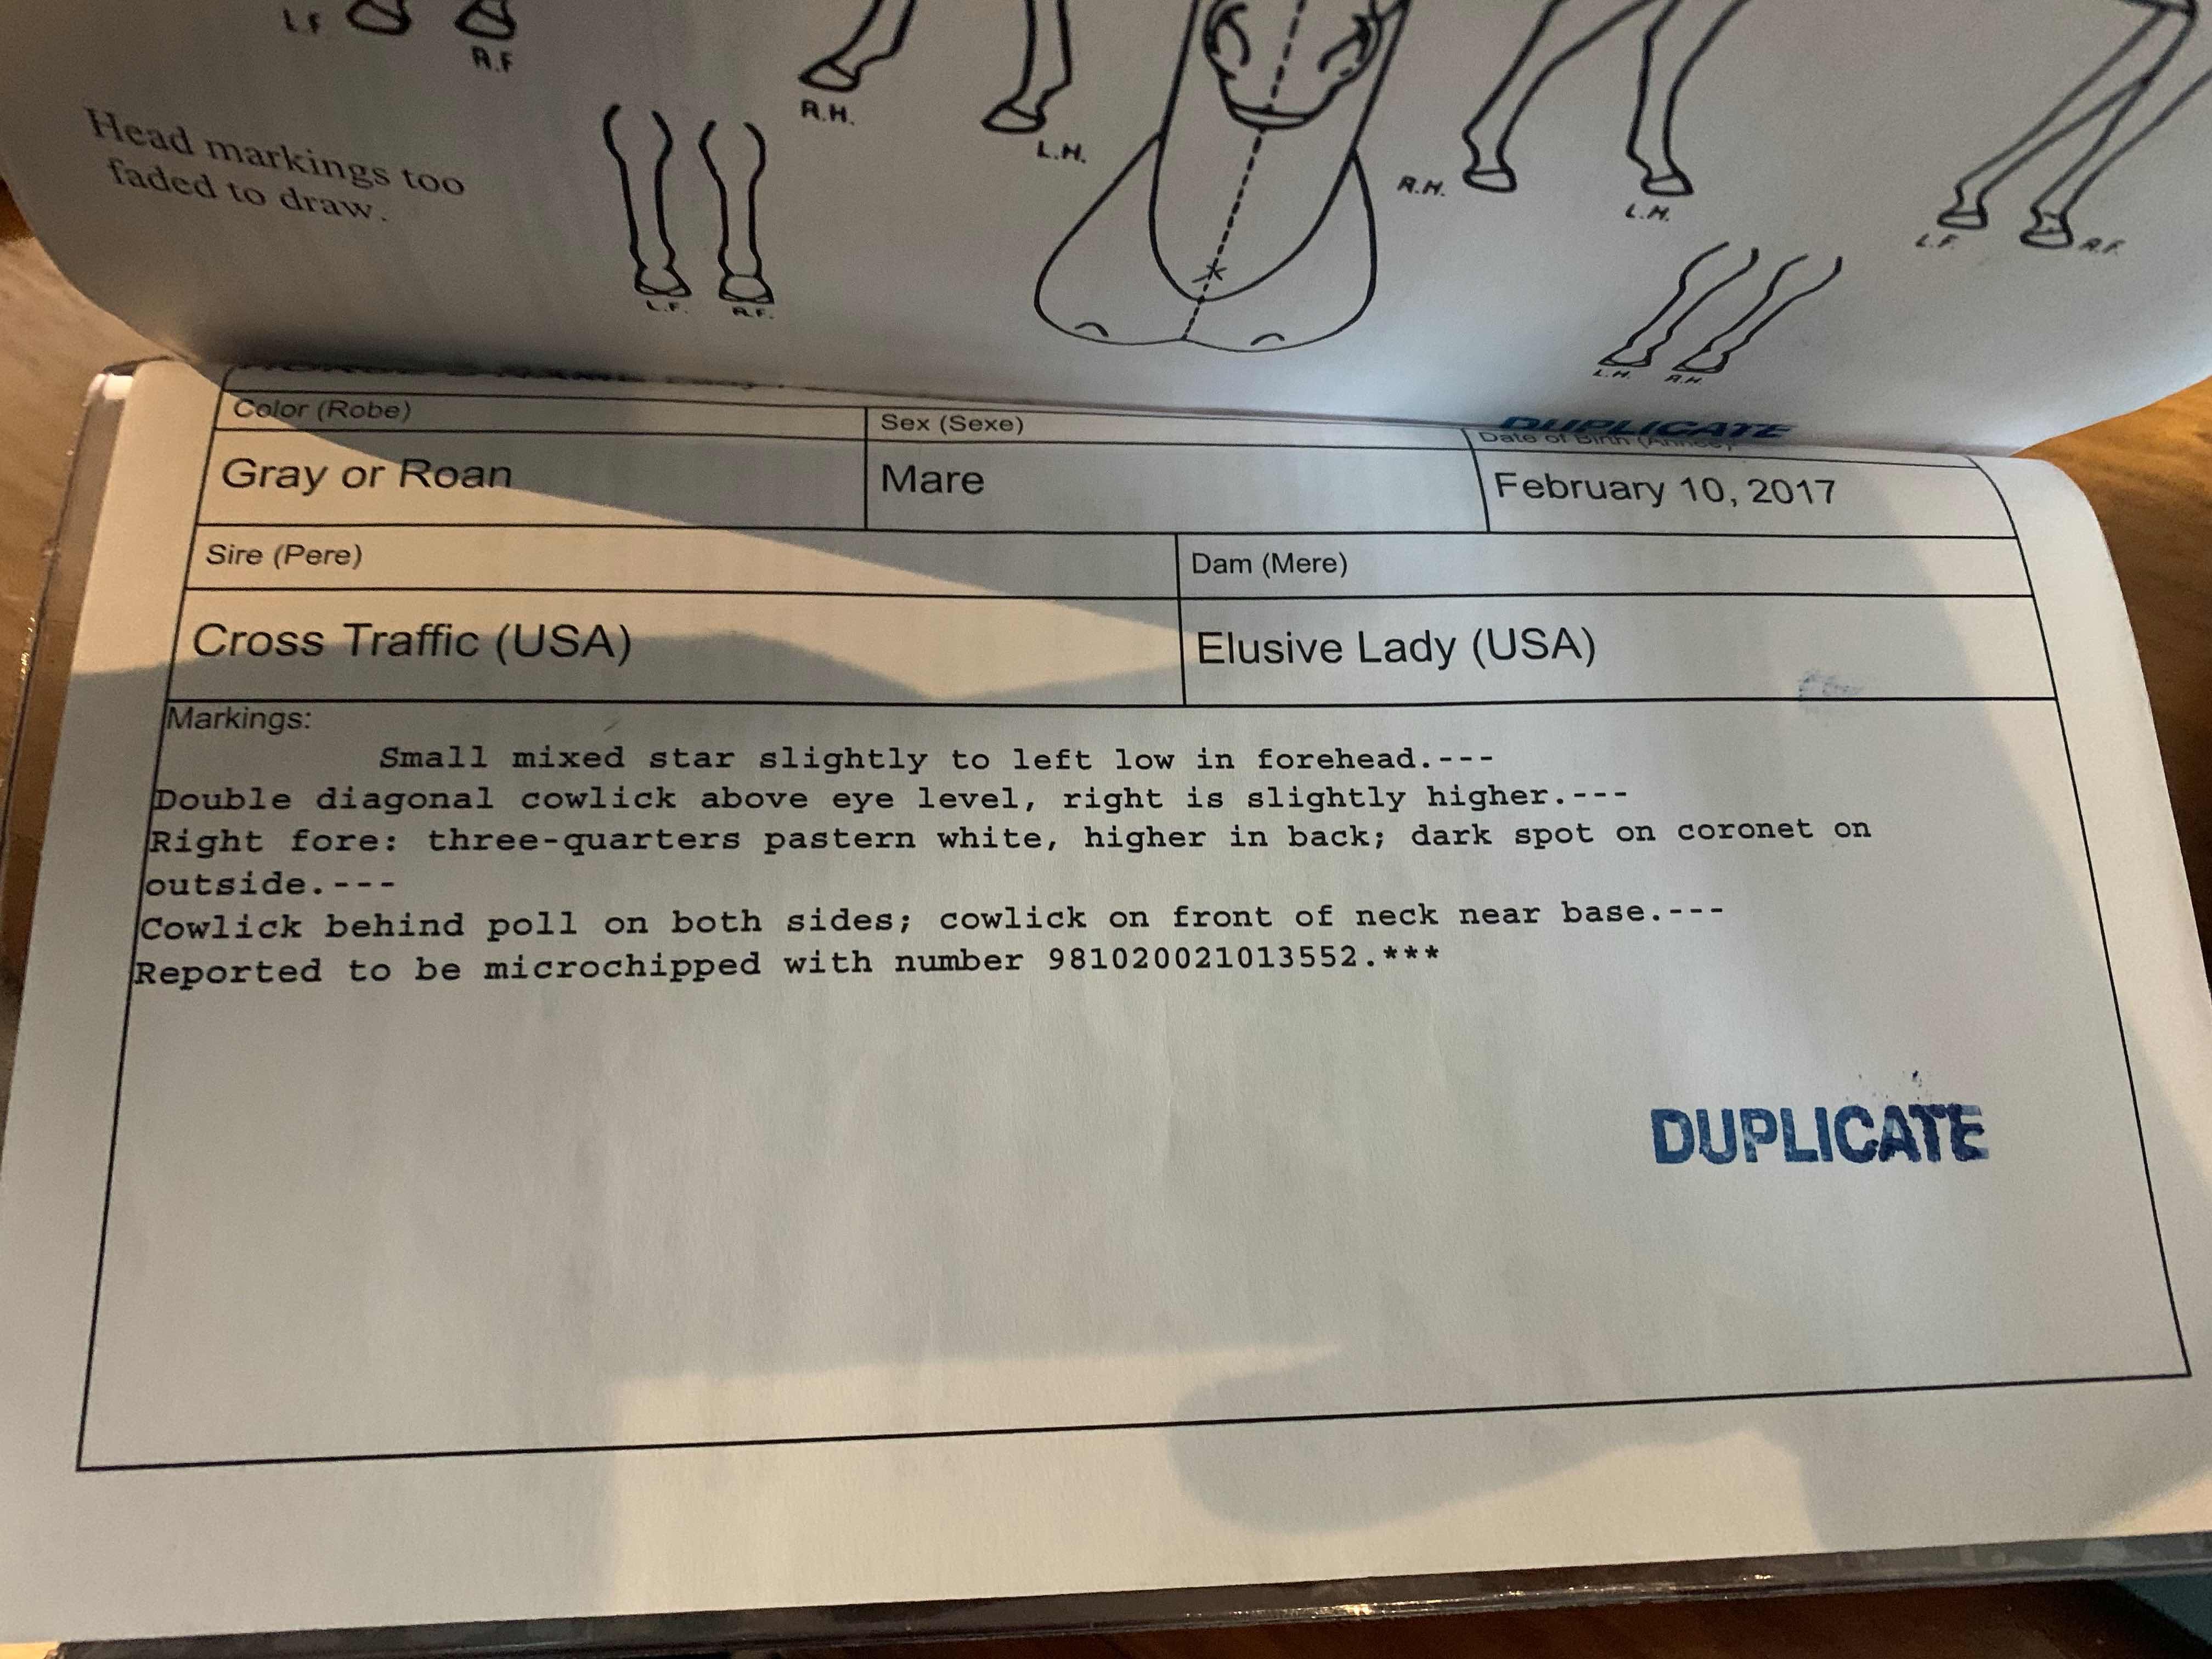 L.F
R.F
R.H.
L.H.
R.H.
L.H.
L.F.
R.F.
Head markings too
faded to draw.
L.F.
R.F.
L.H.
R.H.
DUPLICATE
Color (Robe)
Sex (Sexe)
Date of Birth (Annee)
Gray or Roan
Mare
February 10, 2017
Sire (Pere)
Dam (Mere)
Cross Traffic (USA)
Elusive Lady (USA)
Markings:
Small mixed star slightly to left low in forehead.---
Double diagonal cowlick above eye level, right is slightly higher.---
Right fore: three-quarters pastern white, higher in back; dark spot on coronet on
outside.---
Cowlick behind poll on both sides; cowlick on front of neck near base.---
Reported to be microchipped with number 981020021013552.***
DUPLICATE